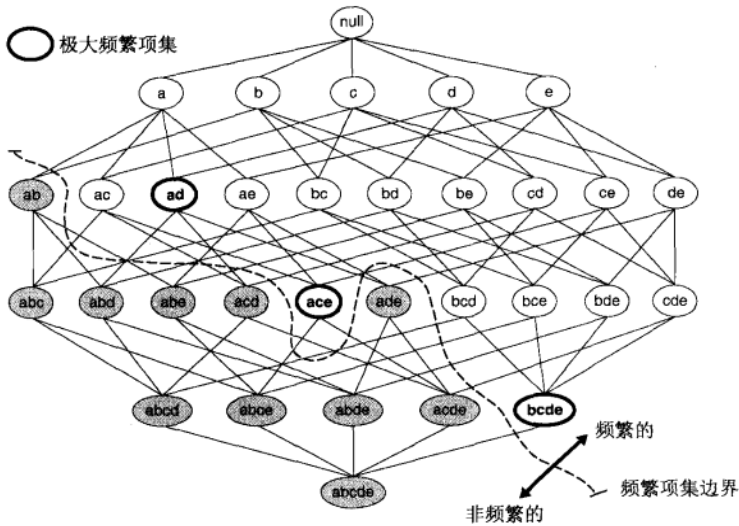 null
极大频繁项集
a b c d e
ab ac ad ae bc bd be cd ce de
abc abd abe acd ace ade bcd bce bde cde
abcd abce abde acde bcde
频繁的
频繁项集边界
abcde
非频繁的